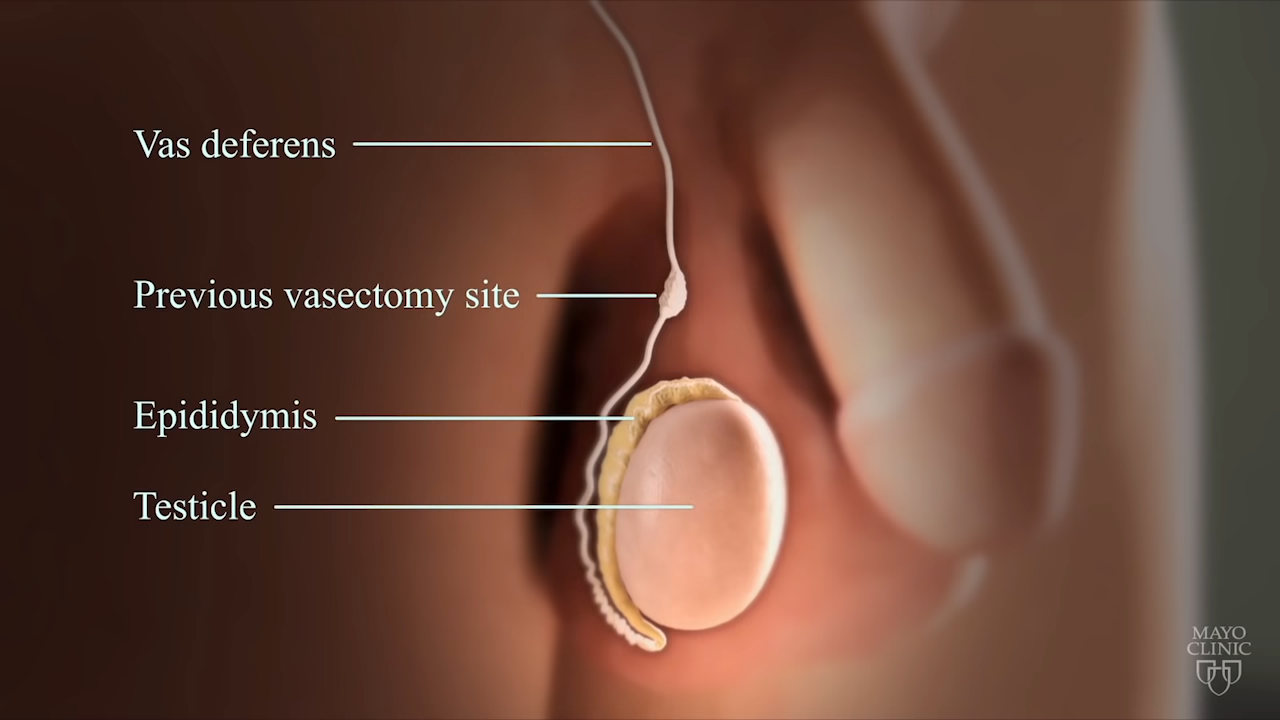 Vas deferens
Previous vasectomy site
Epididymis
Testicle
MAYO
CLINIC